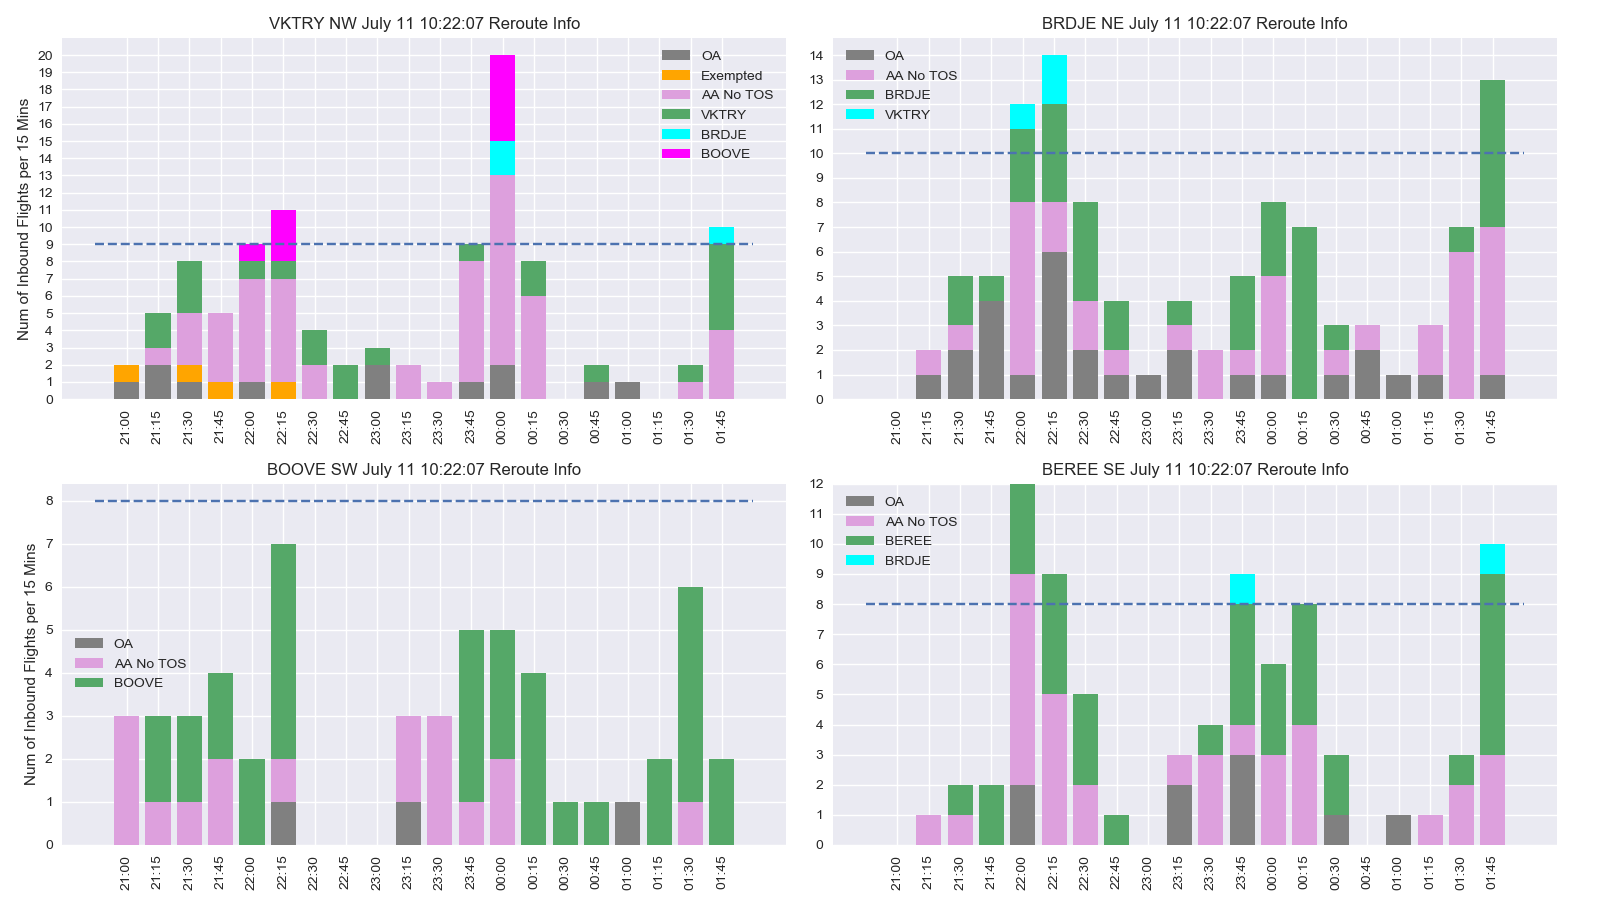 VKTRY NW July 11 10:22:07 Reroute Info
Num of Inbound Flights per 15 Mins
20
19
18
17
16
15
14
13
12
11
10
9
8
7
6
5
4
3
2
1
0
OA
Exempted
AA No TOS
VKTRY
BRDJE
BOOVE
21:00 21:15 21:30 21:45 22:00 22:15 22:30 22:45 23:00 23:15 23:30 23:45 00:00 00:15 00:30 00:45 01:00 01:15 01:30 01:45
BRDJE NE July 11 10:22:07 Reroute Info
14
13
12
11
10
9
8
7
6
5
4
3
2
1
0
OA
AA No TOS
BRDJE
VKTRY
21:00 21:15 21:30 21:45 22:00 22:15 22:30 22:45 23:00 23:15 23:30 23:45 00:00 00:15 00:30 00:45 01:00 01:15 01:30 01:45
BOOVE SW July 11 10:22:07 Reroute Info
Num of Inbound Flights per 15 Mins
8
7
6
5
4
3
2
1
0
OA
AA No TOS
BOOVE
21:00 21:15 21:30 21:45 22:00 22:15 22:30 22:45 23:00 23:15 23:30 23:45 00:00 00:15 00:30 00:45 01:00 01:15 01:30 01:45
BEREE SE July 11 10:22:07 Reroute Info
12
11
10
9
8
7
6
5
4
3
2
1
0
OA
AA No TOS
BEREE
BRDJE
21:00 21:15 21:30 21:45 22:00 22:15 22:30 22:45 23:00 23:15 23:30 23:45 00:00 00:15 00:30 00:45 01:00 01:15 01:30 01:45